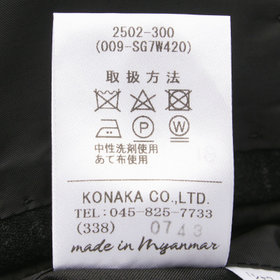 2502-300
(009-SG7W420)
取扱方法
P W
中性洗剤使用
あて布使用
KONAKA CO.,LTD.
TEL: 045-825-7733
(338) 0743
made in Myanmar